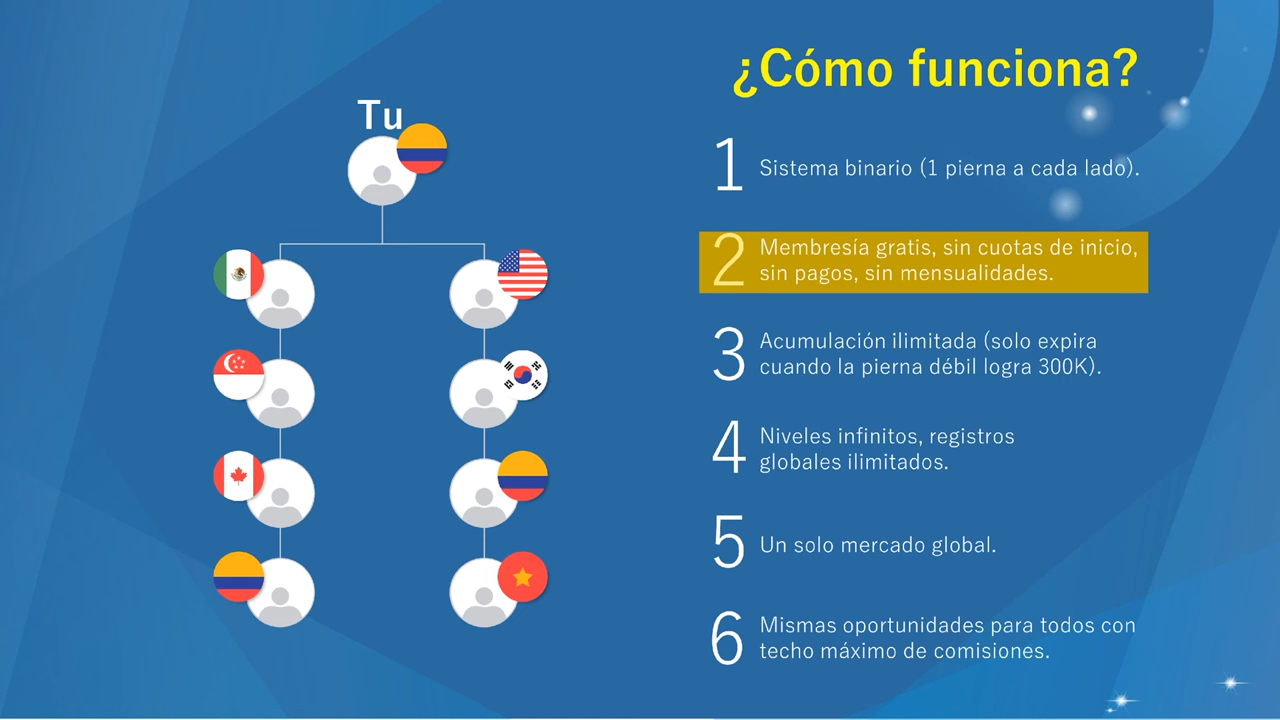 ¿Cómo funciona?
Tu
1
Sistema binario (1 pierna a cada lado).
2
Membresía gratis, sin cuotas de inicio,
sin pagos, sin mensualidades.
3
Acumulación ilimitada (solo expira
cuando la pierna débil logra 300K).
4
Niveles infinitos, registros
globales ilimitados.
5
Un solo mercado global.
6
Mismas oportunidades para todos con
techo máximo de comisiones.